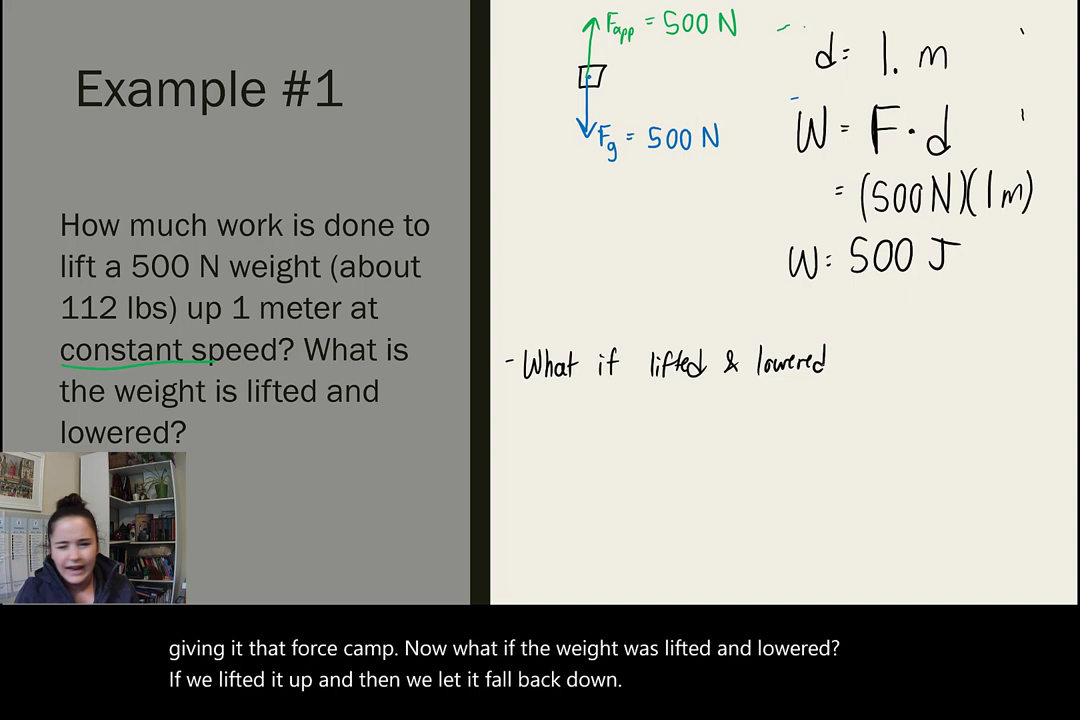 Example #1
How much work is done to
lift a 500 N weight (about
112 lbs) up 1 meter at
constant speed? What is
the weight is lifted and
lowered?
Fapp = 500 N
Fg = 500 N
d = 1. m
W = F · d
= (500 N)(1 m)
W = 500 J
- What if lifted & lowered
giving it that force camp. Now what if the weight was lifted and lowered?
If we lifted it up and then we let it fall back down.